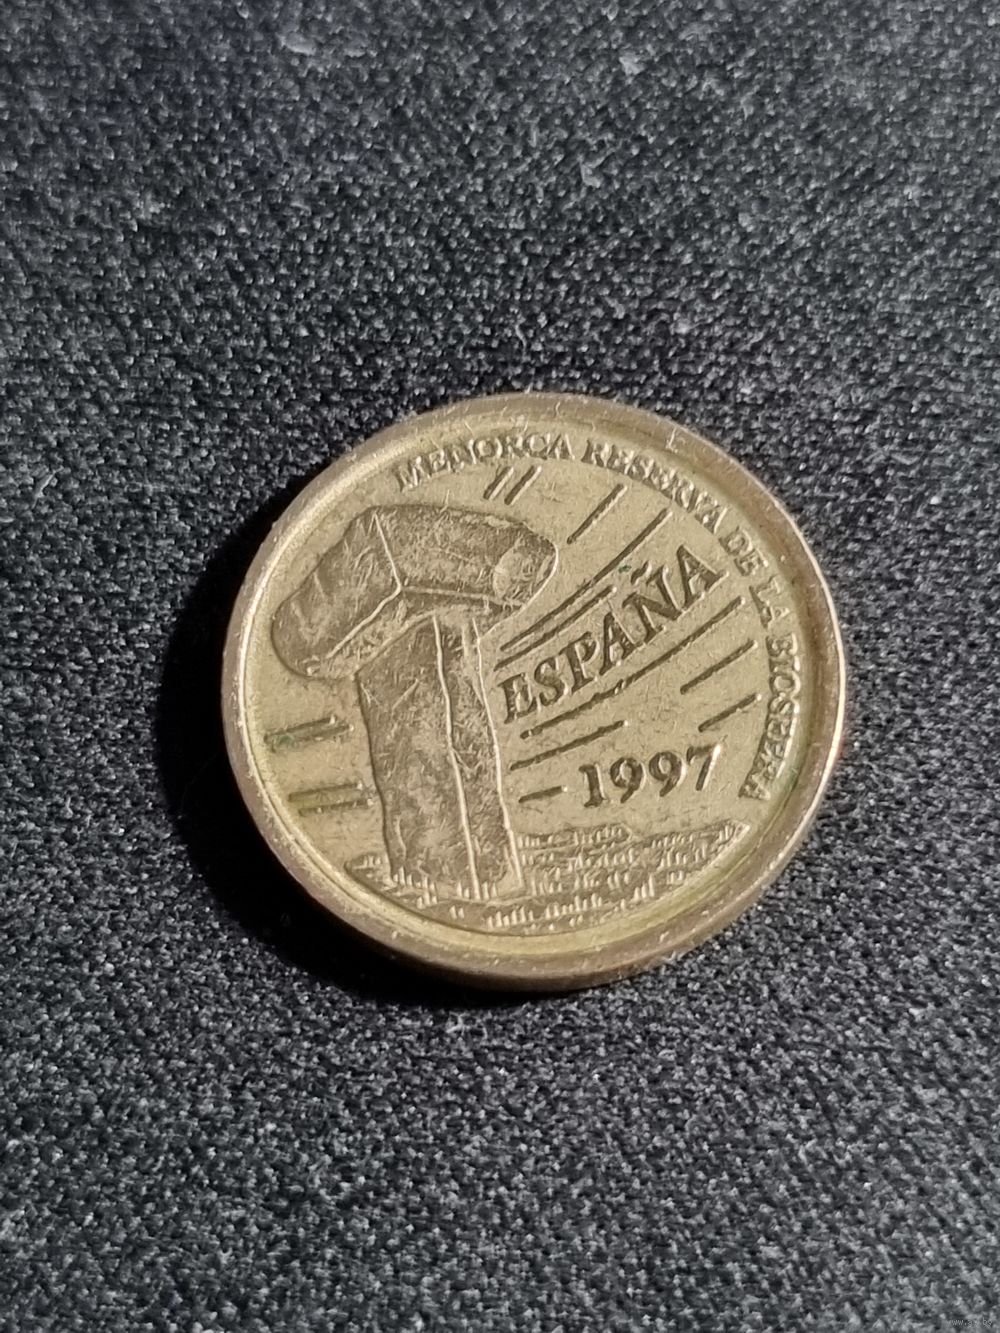 MENORCA RESERVA DE LA BIOSFERA
ESPAÑA
1997